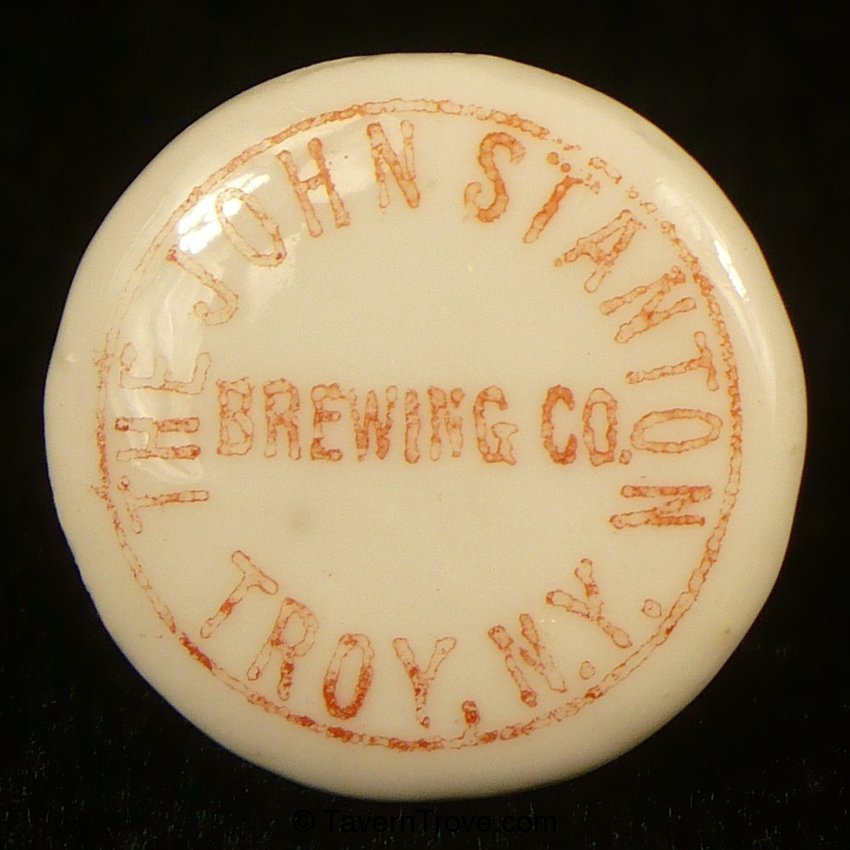 THE JOHN STANTON
BREWING CO.
TROY, N.Y.
© TavernTrove.com